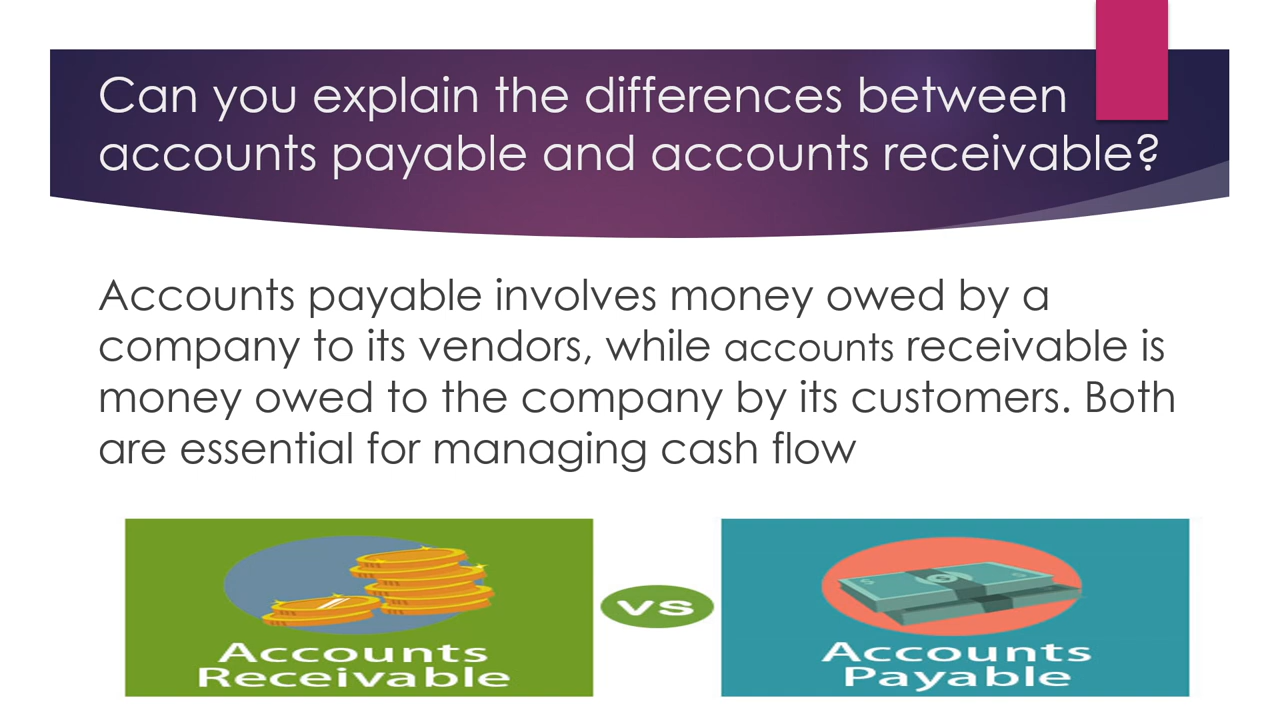 Can you explain the differences between
accounts payable and accounts receivable?
Accounts payable involves money owed by a
company to its vendors, while accounts receivable is
money owed to the company by its customers. Both
are essential for managing cash flow
Accounts
Receivable
vs
Accounts
Payable